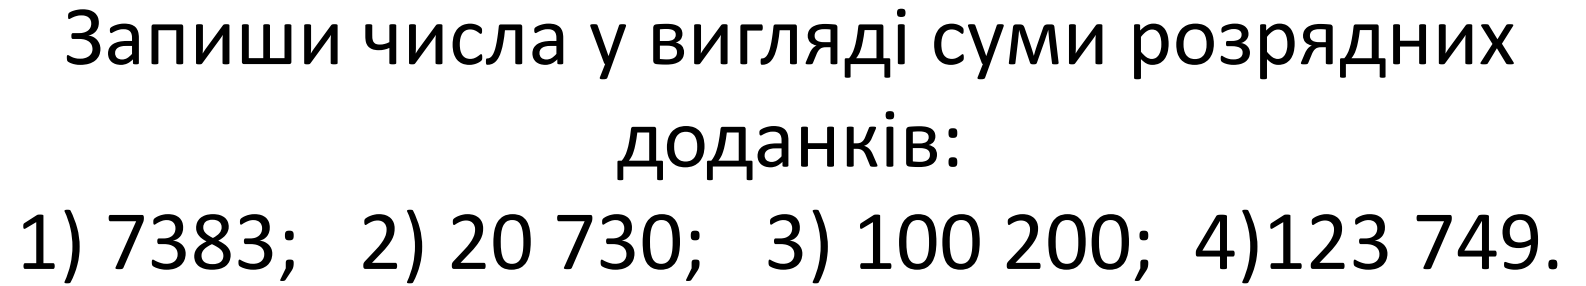 Запиши числа у вигляді суми розрядних
доданків:
1) 7383; 2) 20 730; 3) 100 200; 4)123 749.